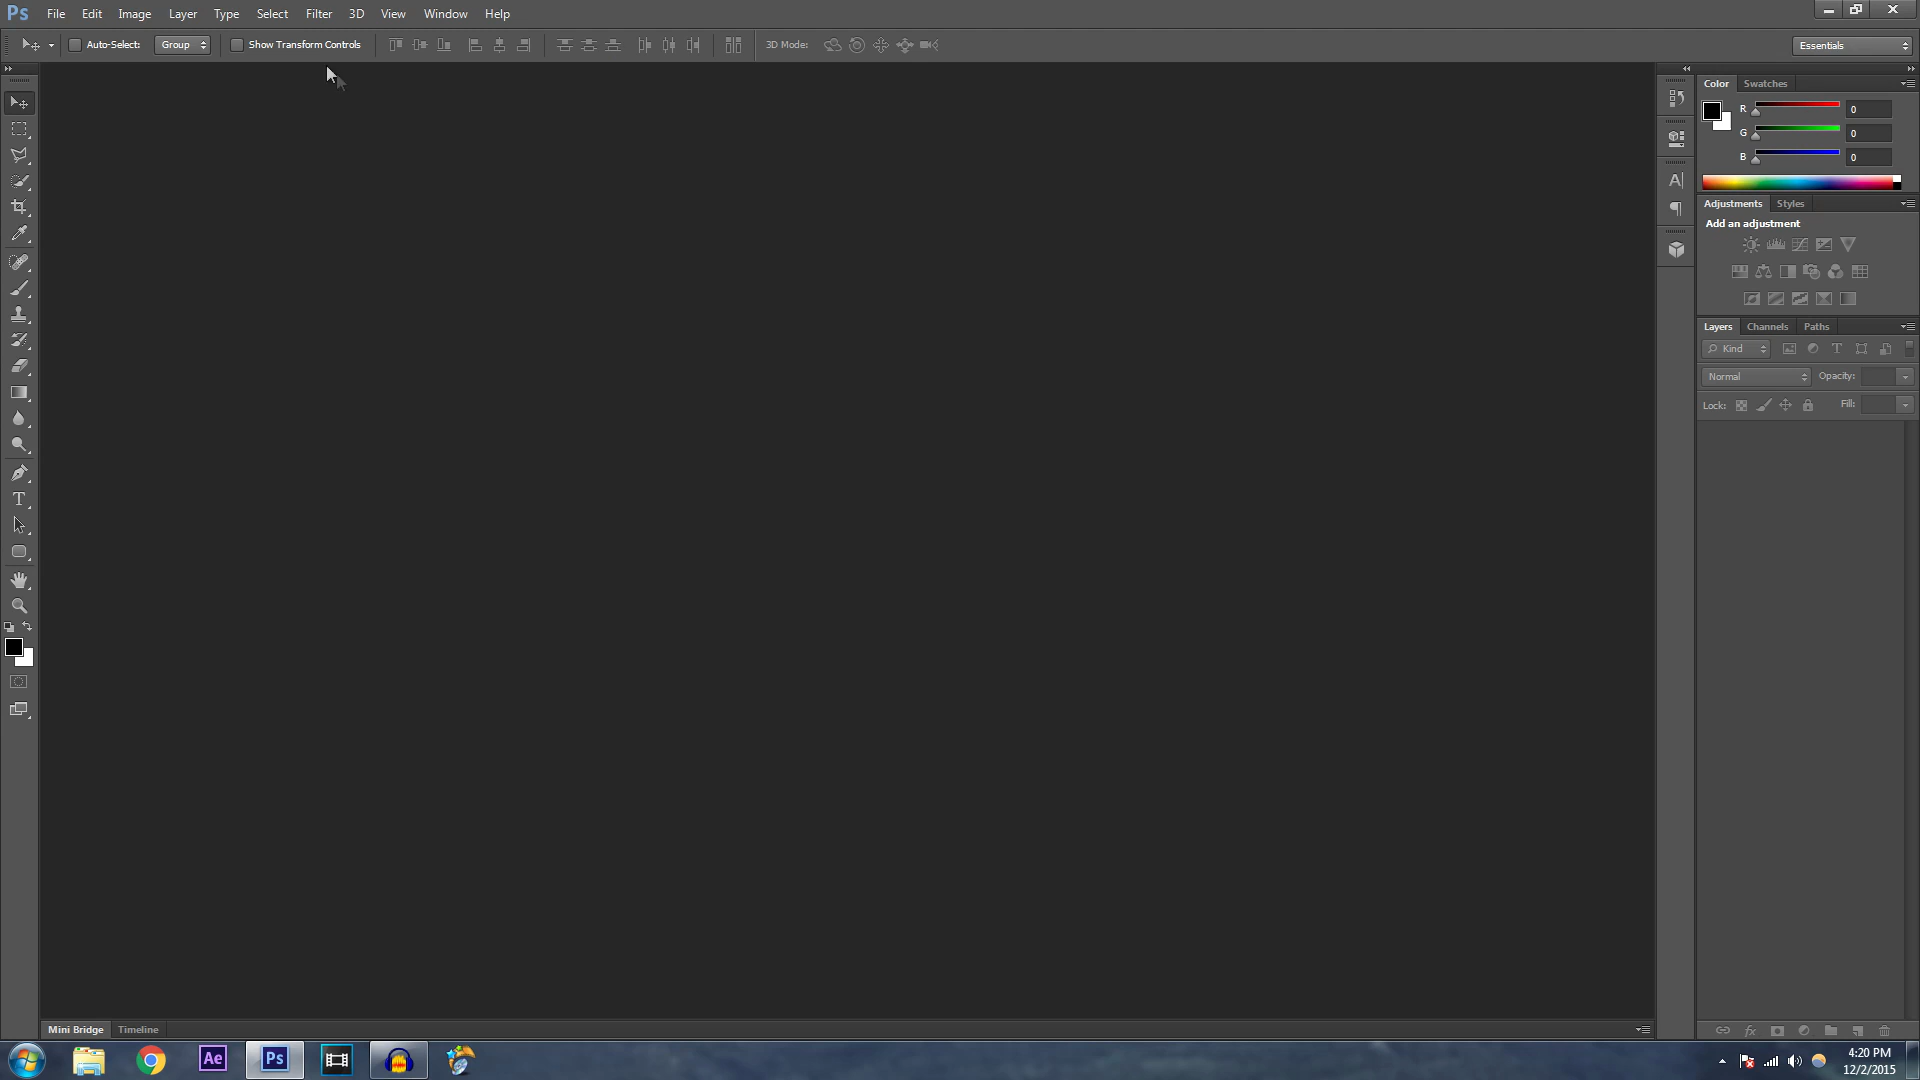 Ps File Edit Image Layer Type Select Filter 3D View Window Help
Auto-Select: Group Show Transform Controls 3D Mode: Essentials
Color Swatches
R 0
G 0
B 0
Adjustments Styles
Add an adjustment
Layers Channels Paths
Kind T
Normal Opacity:
Lock: Fill:
A
T
fx
Mini Bridge Timeline
Ae Ps
4:20 PM
12/2/2015